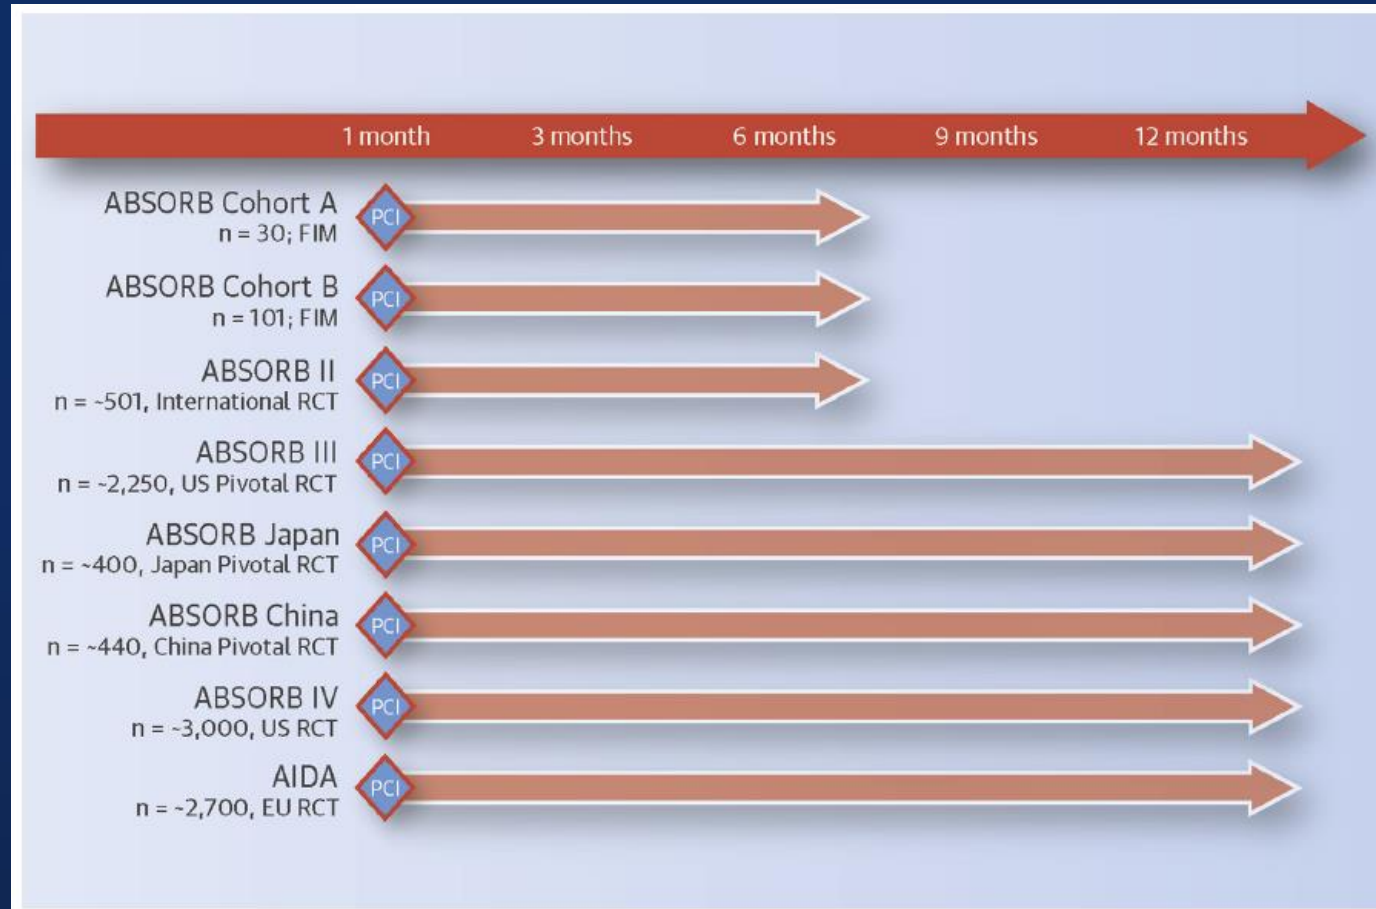 1 month 3 months 6 months 9 months 12 months
ABSORB Cohort A
n = 30; FIM
PCI
ABSORB Cohort B
n = 101; FIM
PCI
ABSORB II
n = ~501, International RCT
PCI
ABSORB III
n = ~2,250, US Pivotal RCT
PCI
ABSORB Japan
n = ~400, Japan Pivotal RCT
PCI
ABSORB China
n = ~440, China Pivotal RCT
PCI
ABSORB IV
n = ~3,000, US RCT
PCI
AIDA
n = ~2,700, EU RCT
PCI